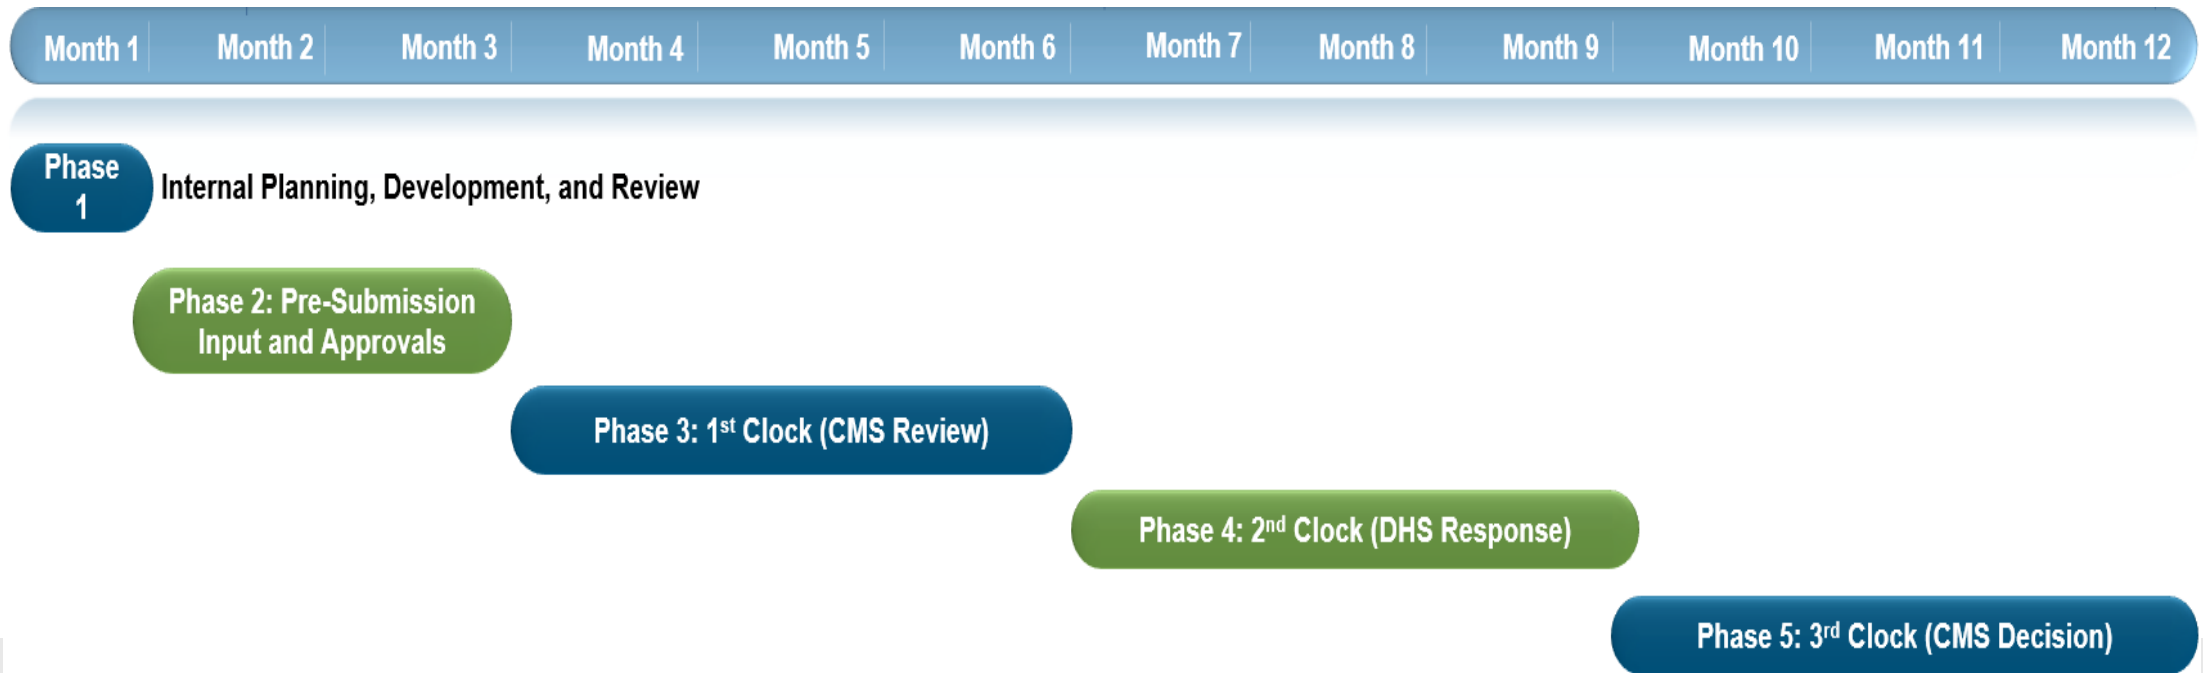 Month 1 Month 2 Month 3 Month 4 Month 5 Month 6 Month 7 Month 8 Month 9 Month 10 Month 11 Month 12
Phase
1
Internal Planning, Development, and Review
Phase 2: Pre-Submission
Input and Approvals
Phase 3: 1st Clock (CMS Review)
Phase 4: 2nd Clock (DHS Response)
Phase 5: 3rd Clock (CMS Decision)